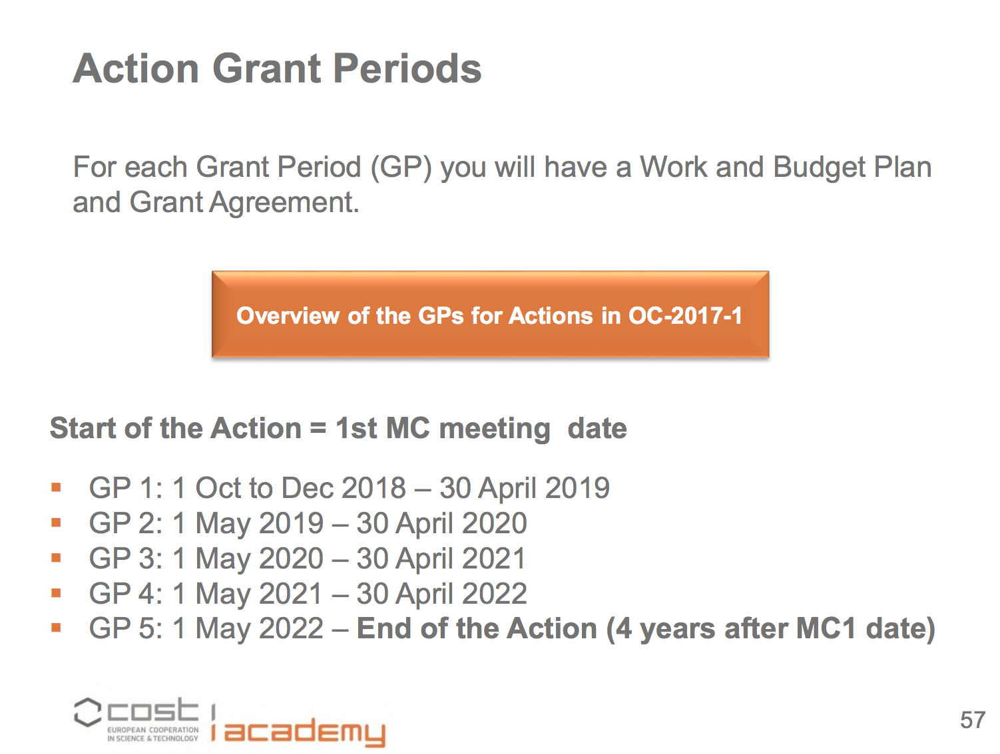 Action Grant Periods
For each Grant Period (GP) you will have a Work and Budget Plan
and Grant Agreement.
Overview of the GPs for Actions in OC-2017-1
Start of the Action = 1st MC meeting  date
▪ GP 1: 1 Oct to Dec 2018 – 30 April 2019
▪ GP 2: 1 May 2019 – 30 April 2020
▪ GP 3: 1 May 2020 – 30 April 2021
▪ GP 4: 1 May 2021 – 30 April 2022
▪ GP 5: 1 May 2022 – End of the Action (4 years after MC1 date)
cost
EUROPEAN COOPERATION
IN SCIENCE & TECHNOLOGY
academy
57